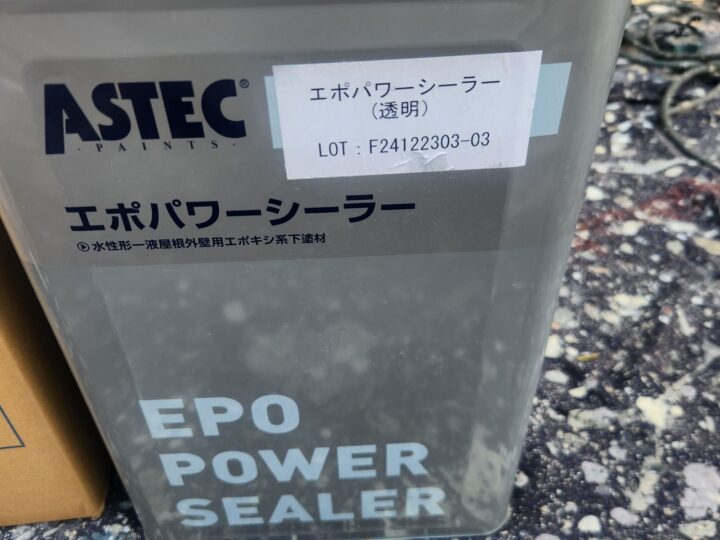 ASTEC®
・PAINTS・
エポパワーシーラー
(透明)
LOT：F24122303-03
エポパワーシーラー
水性形一液屋根外壁用エポキシ系下塗材
EPO
POWER
SEALER